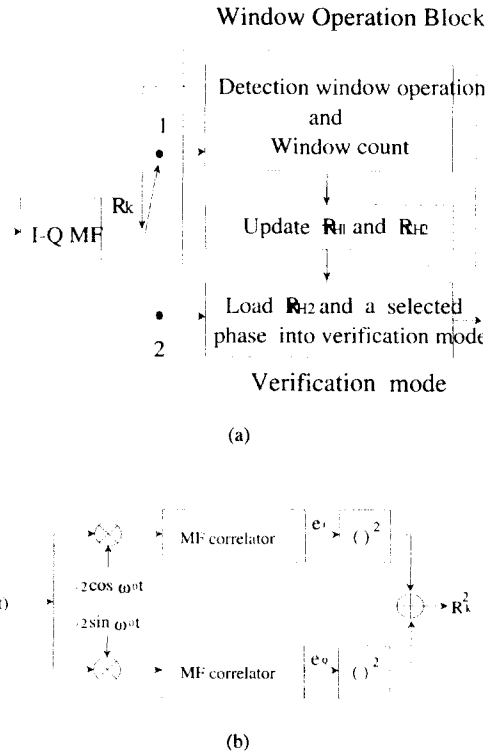 Window Operation Block
Detection window operation
and
Window count
1
Rk
I-Q MF
Update RH1 and RH2
Load RH2 and a selected
phase into verification mode
2
Verification mode
(a)
MF correlator
( )²
2cos ω0t
t)
R²k
2sin ω0t
MF correlator
eQ
( )²
(b)